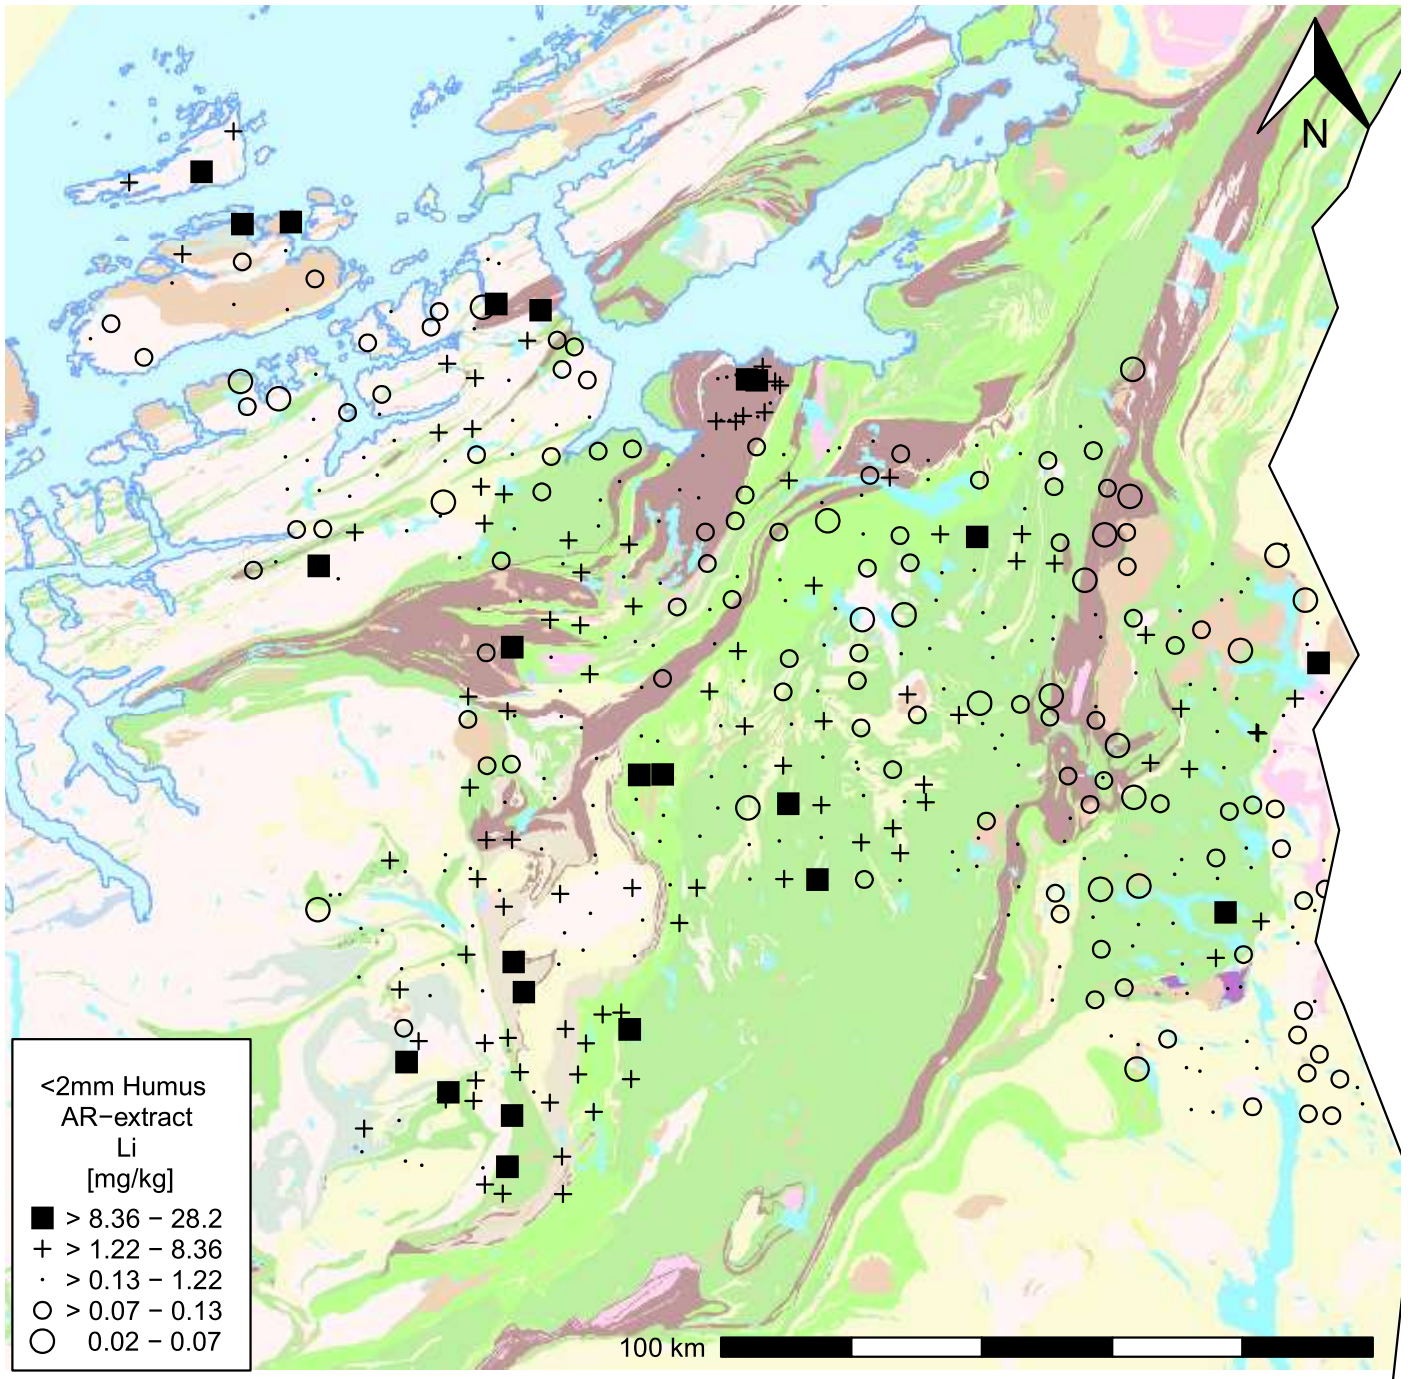 N
<2mm Humus
AR−extract
Li
[mg/kg]
> 8.36 − 28.2
> 1.22 − 8.36
> 0.13 − 1.22
> 0.07 − 0.13
0.02 − 0.07
100 km